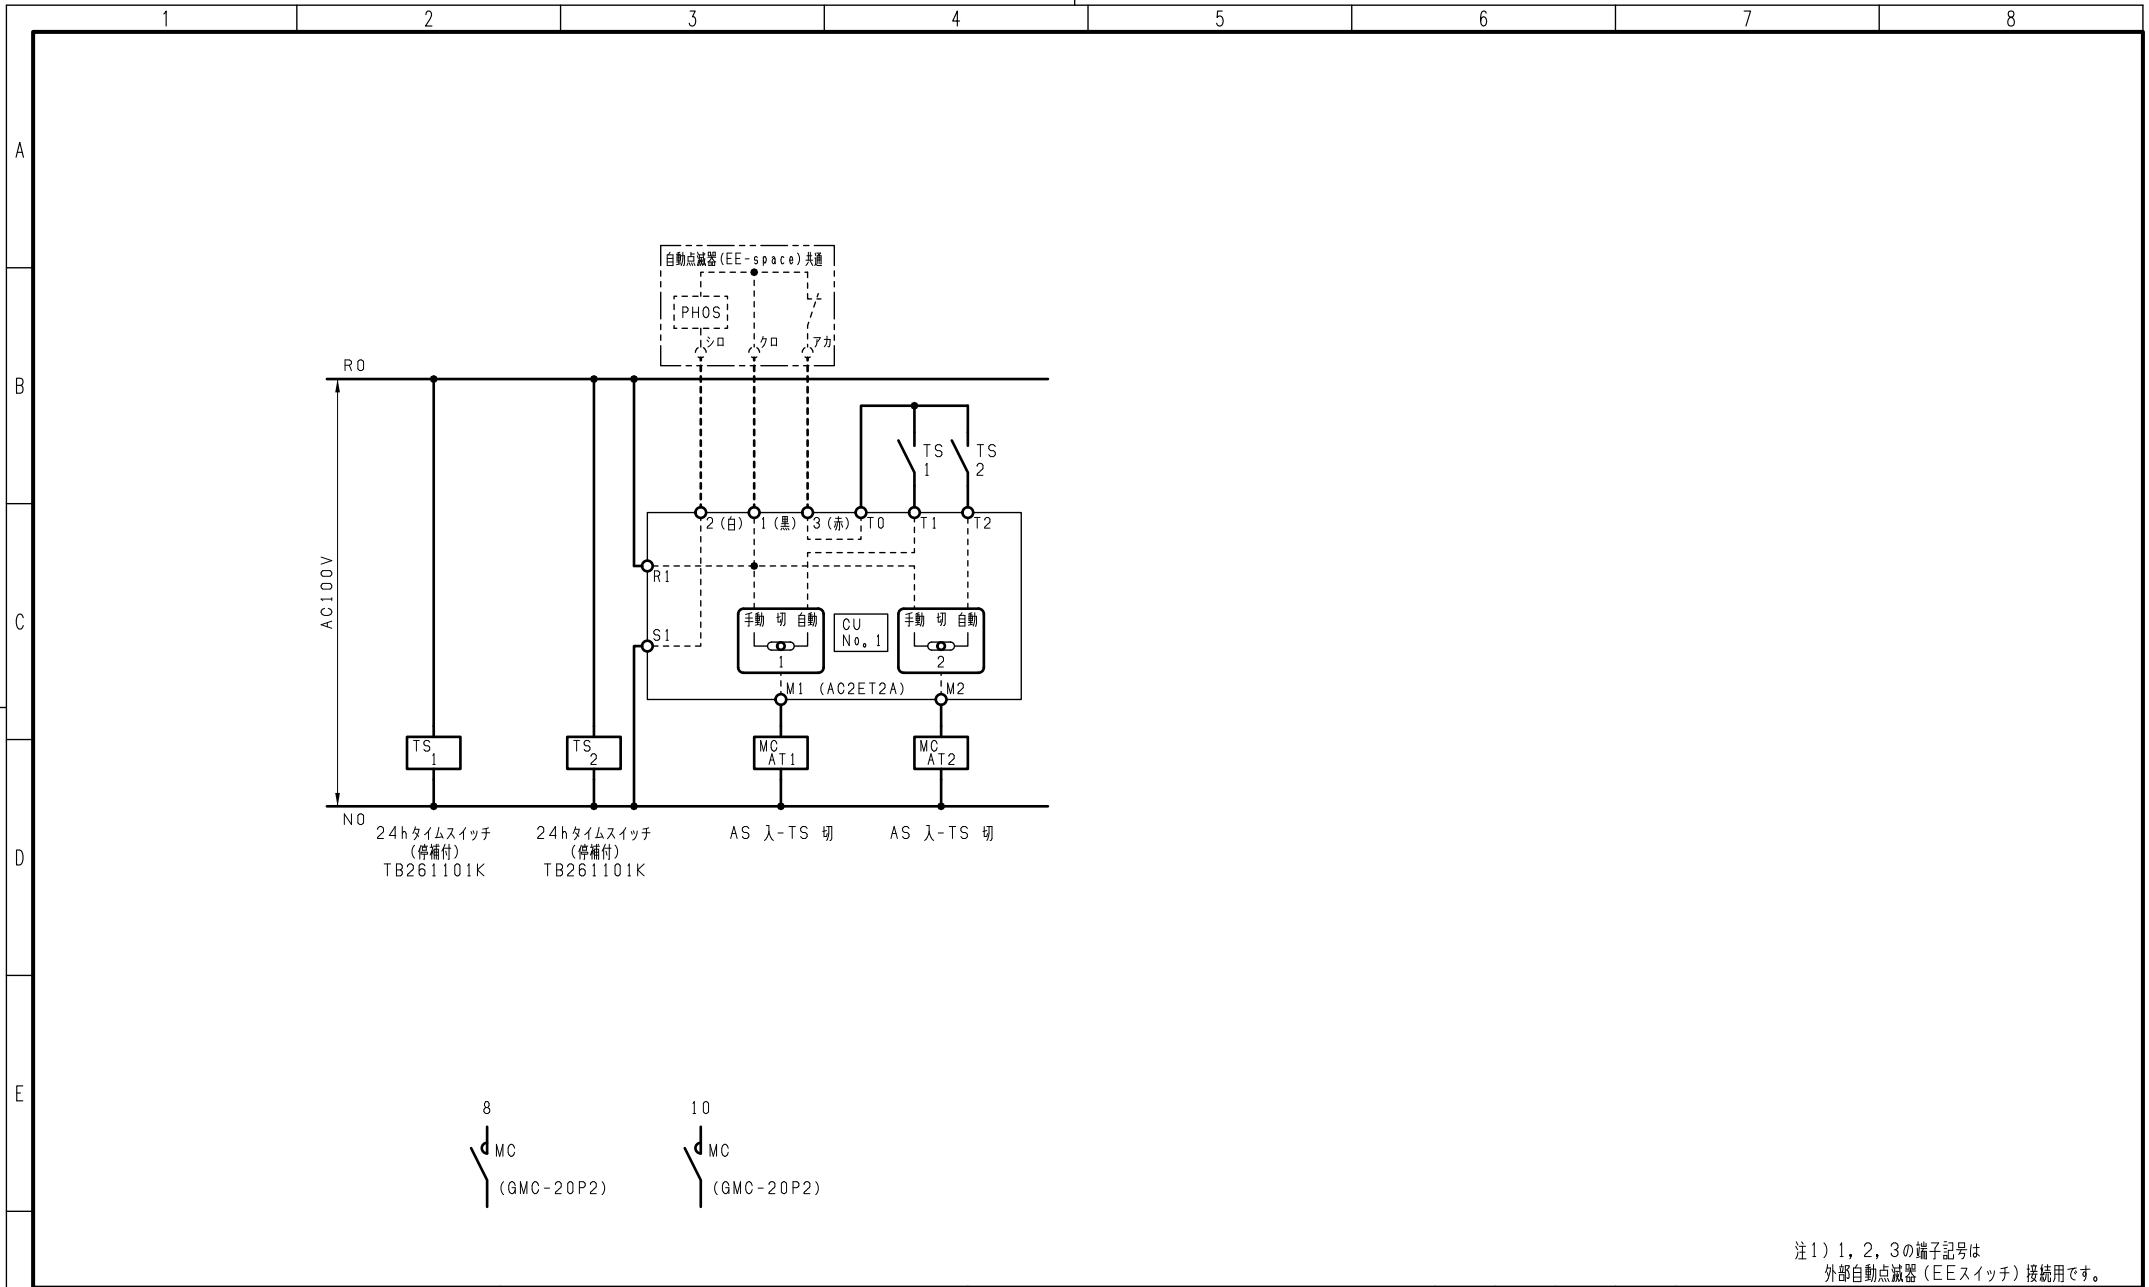 1 2 3 4 5 6 7 8
A
B
C
D
E
自動点滅器(EE-space)共通
PHOS
シロ クロ アカ
R0
TS
1
TS
2
2(白) 1(黒) 3(赤) T0 T1 T2
AC100V
R1
S1
手動 切 自動
1
CU
No. 1
手動 切 自動
2
M1 (AC2ET2A) M2
TS
1
TS
2
MC
AT1
MC
AT2
N0
24hタイムスイッチ
(停補付)
TB261101K
24hタイムスイッチ
(停補付)
TB261101K
AS 入-TS 切
AS 入-TS 切
8
MC
(GMC-20P2)
10
MC
(GMC-20P2)
注1) 1, 2, 3の端子記号は
外部自動点滅器(EEスイッチ)接続用です。